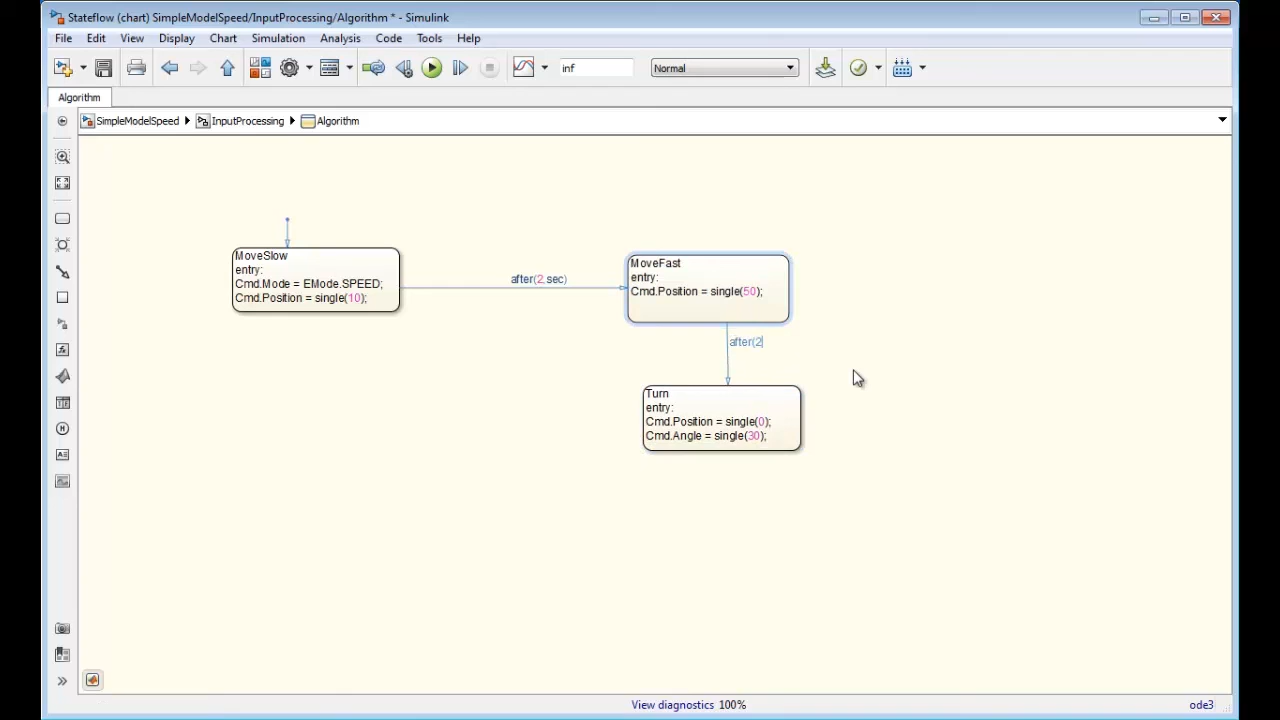 Stateflow (chart) SimpleModelSpeed/InputProcessing/Algorithm * - Simulink
File Edit View Display Chart Simulation Analysis Code Tools Help
inf Normal
Algorithm
SimpleModelSpeed InputProcessing Algorithm
MoveSlow
entry:
Cmd.Mode = EMode.SPEED;
Cmd.Position = single(10);
after(2,sec)
MoveFast
entry:
Cmd.Position = single(50);
after(2
Turn
entry:
Cmd.Position = single(0);
Cmd.Angle = single(30);
View diagnostics 100% ode3